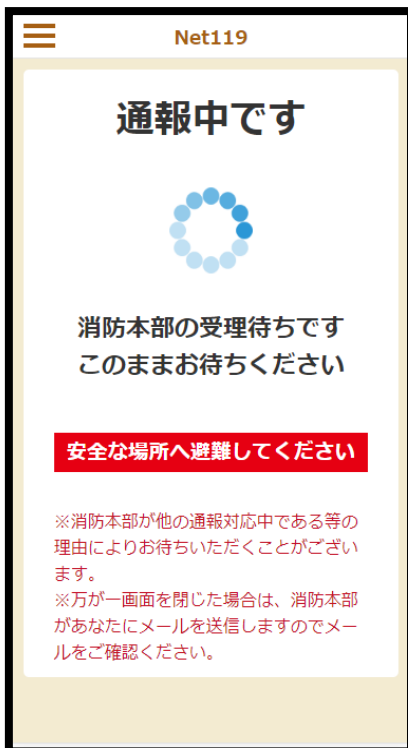 Net119
通報中です
消防本部の受理待ちです
このままお待ちください
安全な場所へ避難してください
※消防本部が他の通報対応中である等の
理由によりお待ちいただくことがござい
ます。
※万が一画面を閉じた場合は、消防本部
があなたにメールを送信しますのでメー
ルをご確認ください。